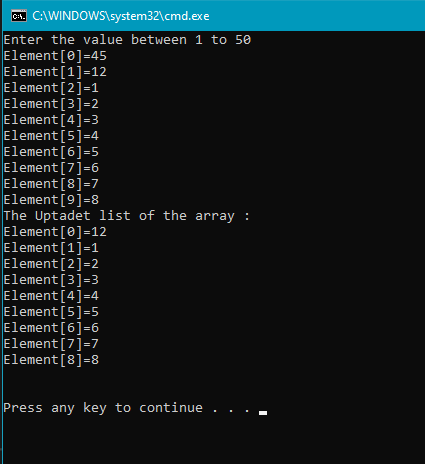 C:\WINDOWS\system32\cmd.exe
Enter the value between 1 to 50
Element[0]=45
Element[1]=12
Element[2]=1
Element[3]=2
Element[4]=3
Element[5]=4
Element[6]=5
Element[7]=6
Element[8]=7
Element[9]=8
The Uptadet list of the array :
Element[0]=12
Element[1]=1
Element[2]=2
Element[3]=3
Element[4]=4
Element[5]=5
Element[6]=6
Element[7]=7
Element[8]=8
Press any key to continue . . .